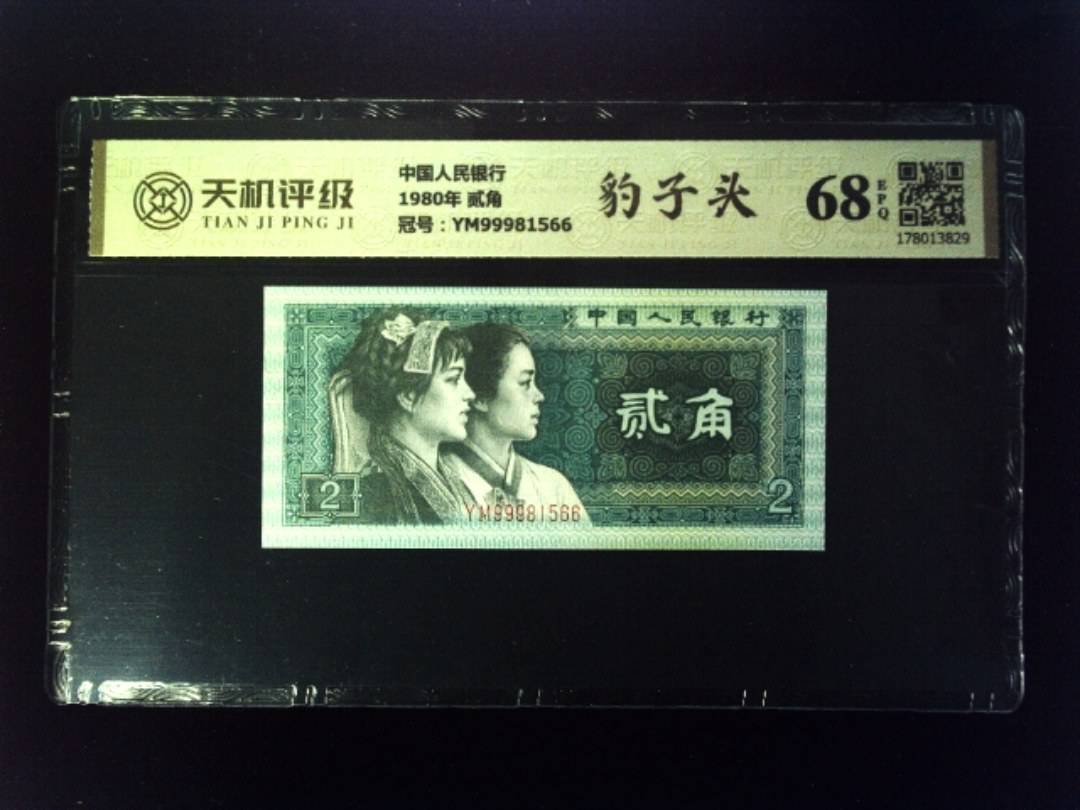 天机评级
TIAN JI PING JI
中国人民银行
1980年 贰角
冠号：YM99981566
豹子头
68
EPQ
178013829
中国人民银行
贰角
2
2
YM99981566